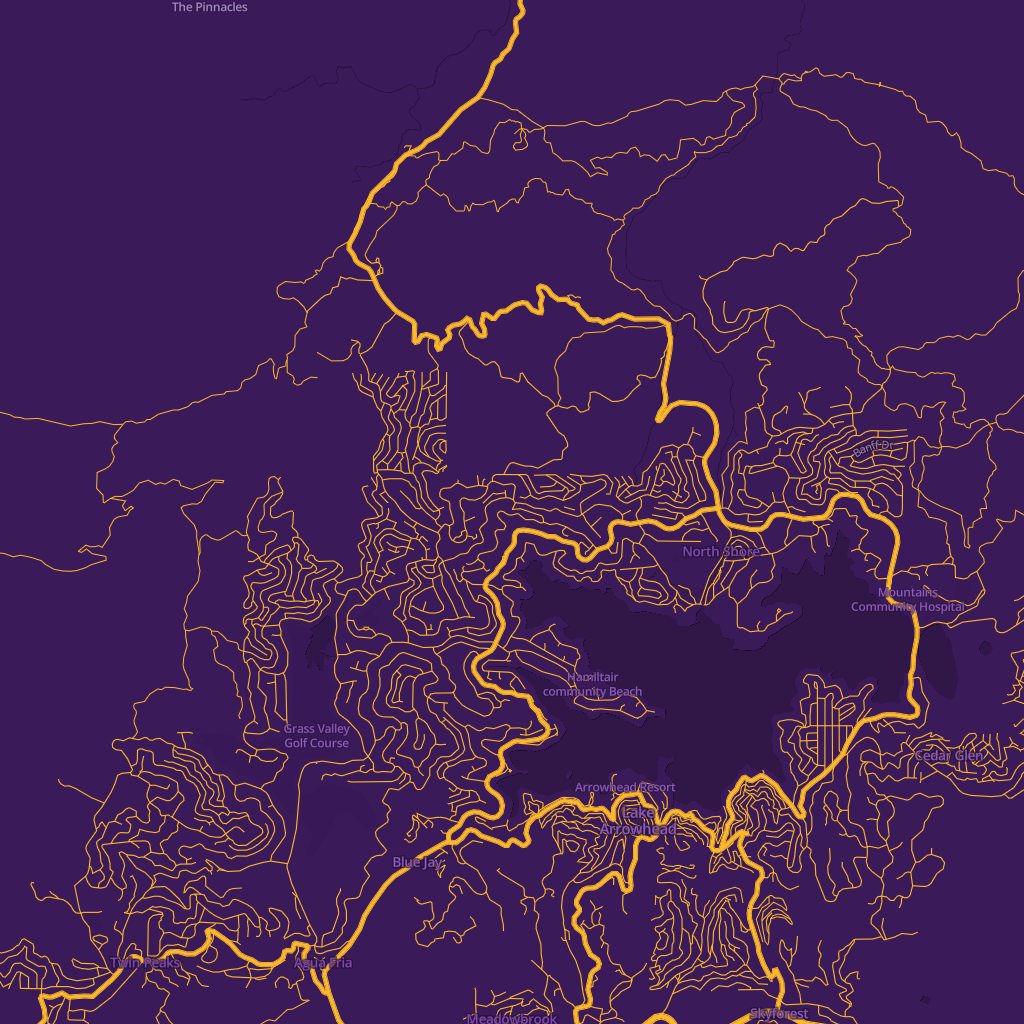 The Pinnacles
Banff Dr
North Shore
Mountains
Community Hospital
Hamiltair
community Beach
Grass Valley
Golf Course
Cedar Glen
Arrowhead Resort
Lake
Arrowhead
Blue Jay
Twin Peaks
Agua Fria
Skyforest
Meadowbrook